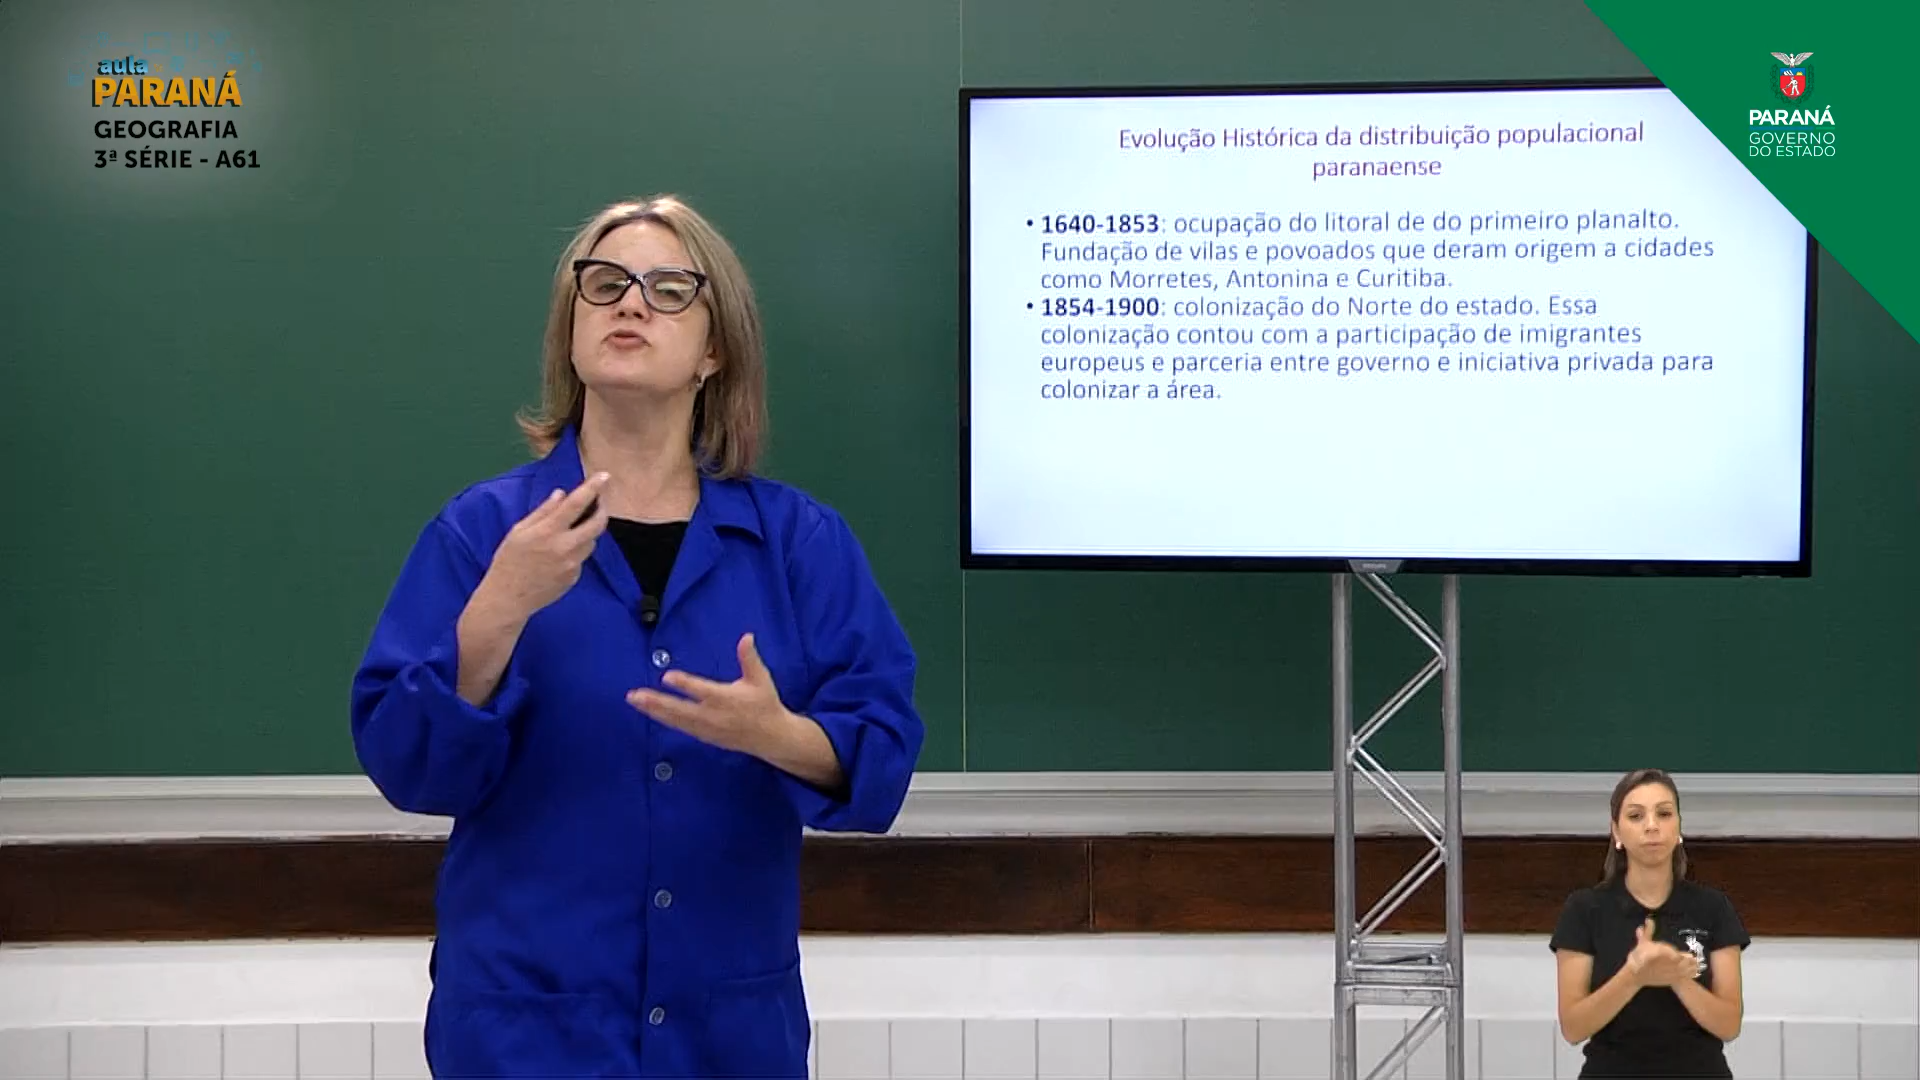 aula
PARANÁ
GEOGRAFIA
3ª SÉRIE - A61
PARANÁ
GOVERNO
DO ESTADO
Evolução Histórica da distribuição populacional
paranaense
• 1640-1853: ocupação do litoral de do primeiro planalto.
Fundação de vilas e povoados que deram origem a cidades
como Morretes, Antonina e Curitiba.
• 1854-1900: colonização do Norte do estado. Essa
colonização contou com a participação de imigrantes
europeus e parceria entre governo e iniciativa privada para
colonizar a área.